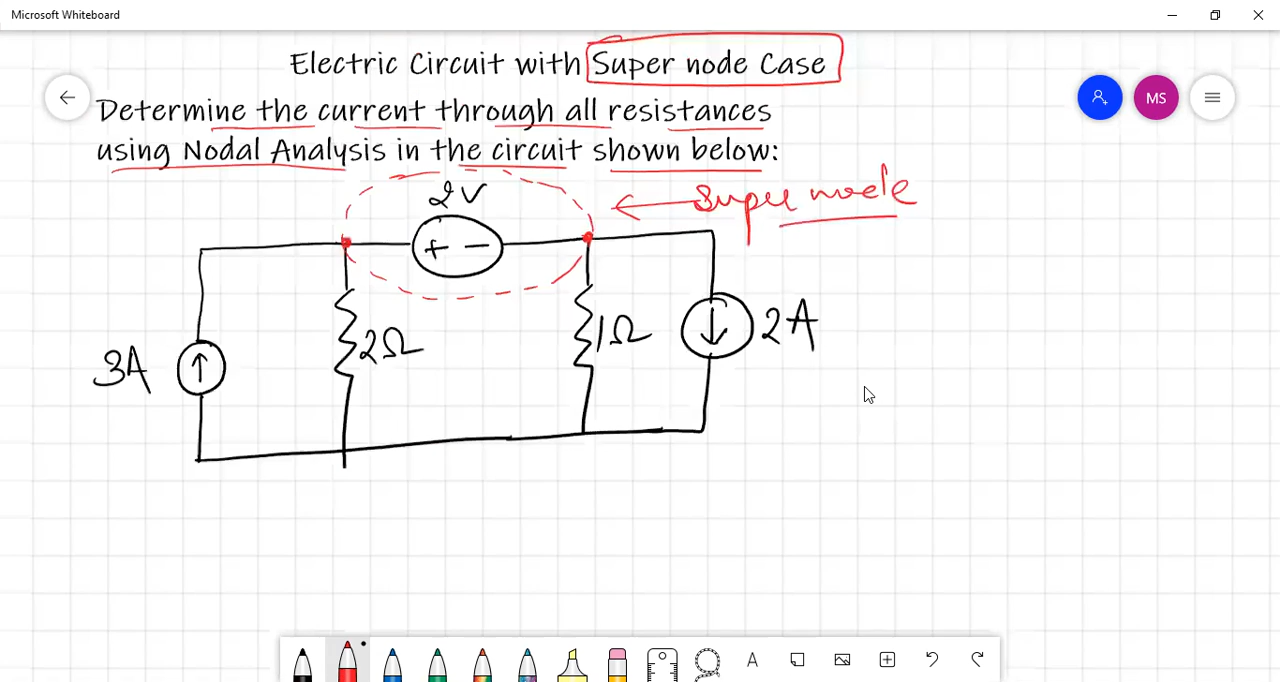 Microsoft Whiteboard
Electric Circuit with Super node Case
Determine the current through all resistances
using Nodal Analysis in the circuit shown below:
MS
2V
Super node
+ −
3A
2Ω
1Ω
2A
A